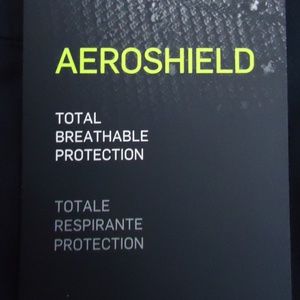 AEROSHIELD
TOTAL
BREATHABLE
PROTECTION
TOTALE
RESPIRANTE
PROTECTION